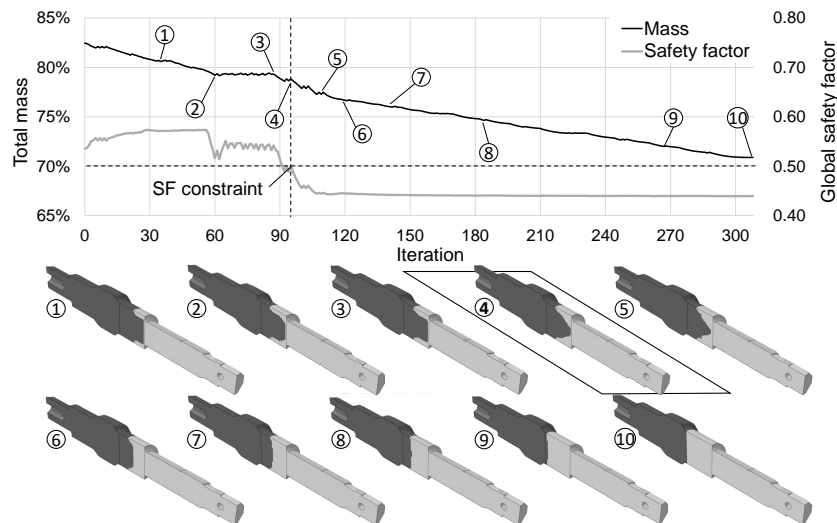 85% 0.80
① ③ Mass
Safety factor
80% 0.70
⑤ ⑦
Total mass
Global safety factor
75% 0.60
② ④ ⑥ ⑧ ⑨ ⑩
70% 0.50
SF constraint
65% 0.40
0 30 60 90 120 150 180 210 240 270 300
Iteration
① ② ③ ④ ⑤
⑥ ⑦ ⑧ ⑨ ⑩